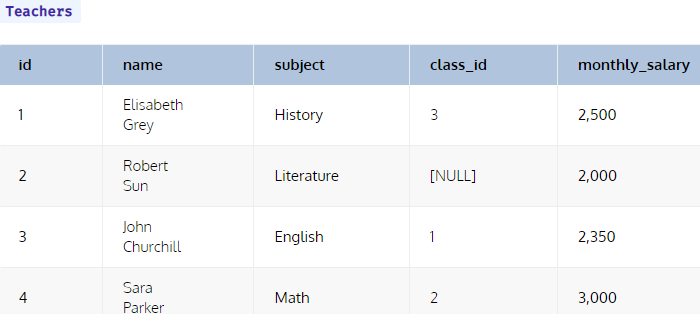 Teachers
id name subject class_id monthly_salary
Elisabeth
1 History 3 2,500
Grey
Robert
2 Literature [NULL] 2,000
Sun
John
3 English 1 2,350
Churchill
Sara
4 Math 2 3,000
Parker